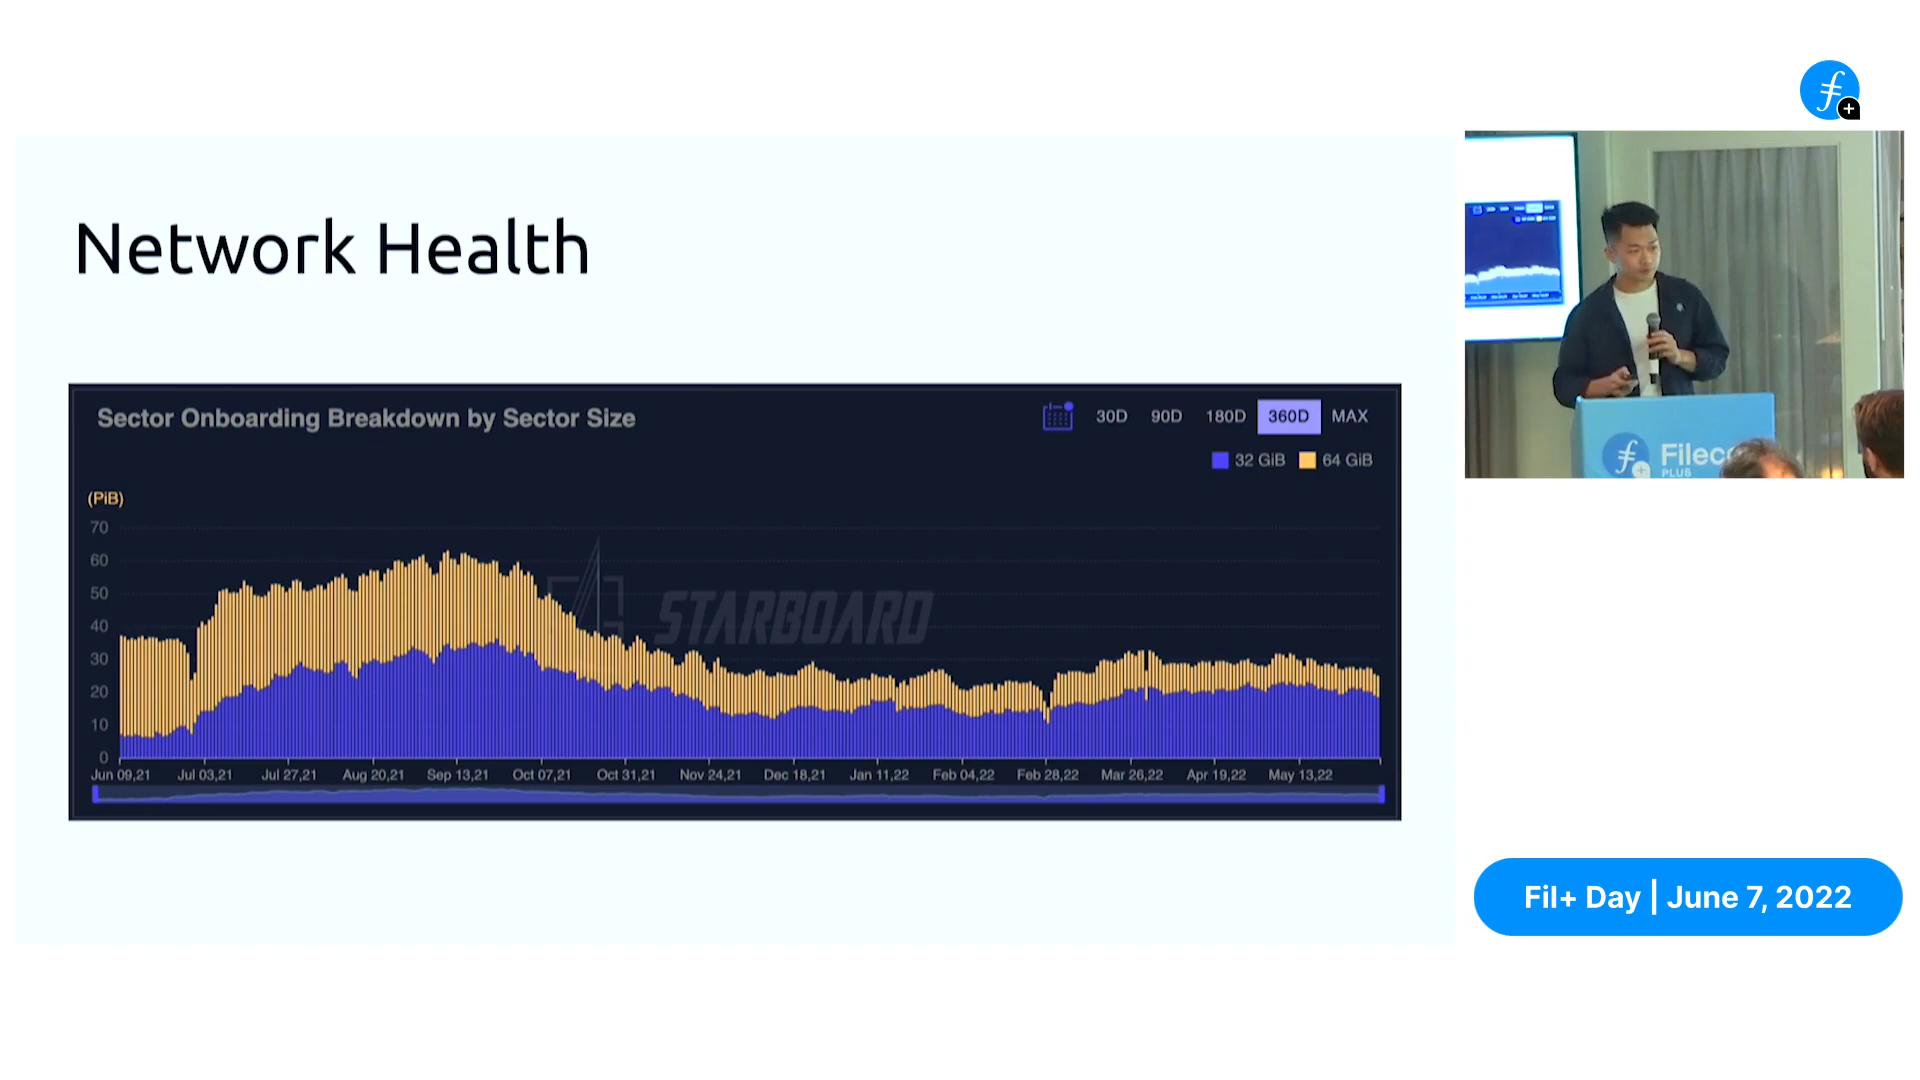 Network Health
Sector Onboarding Breakdown by Sector Size
30D 90D 180D 360D MAX
32 GiB 64 GiB
(PiB)
70
60
50
40
30
20
10
0
STARBOARD
Jun 09,21 Jul 03,21 Jul 27,21 Aug 20,21 Sep 13,21 Oct 07,21 Oct 31,21 Nov 24,21 Dec 18,21 Jan 11,22 Feb 04,22 Feb 28,22 Mar 26,22 Apr 19,22 May 13,22
Fileco
PLUS
Fil+ Day | June 7, 2022